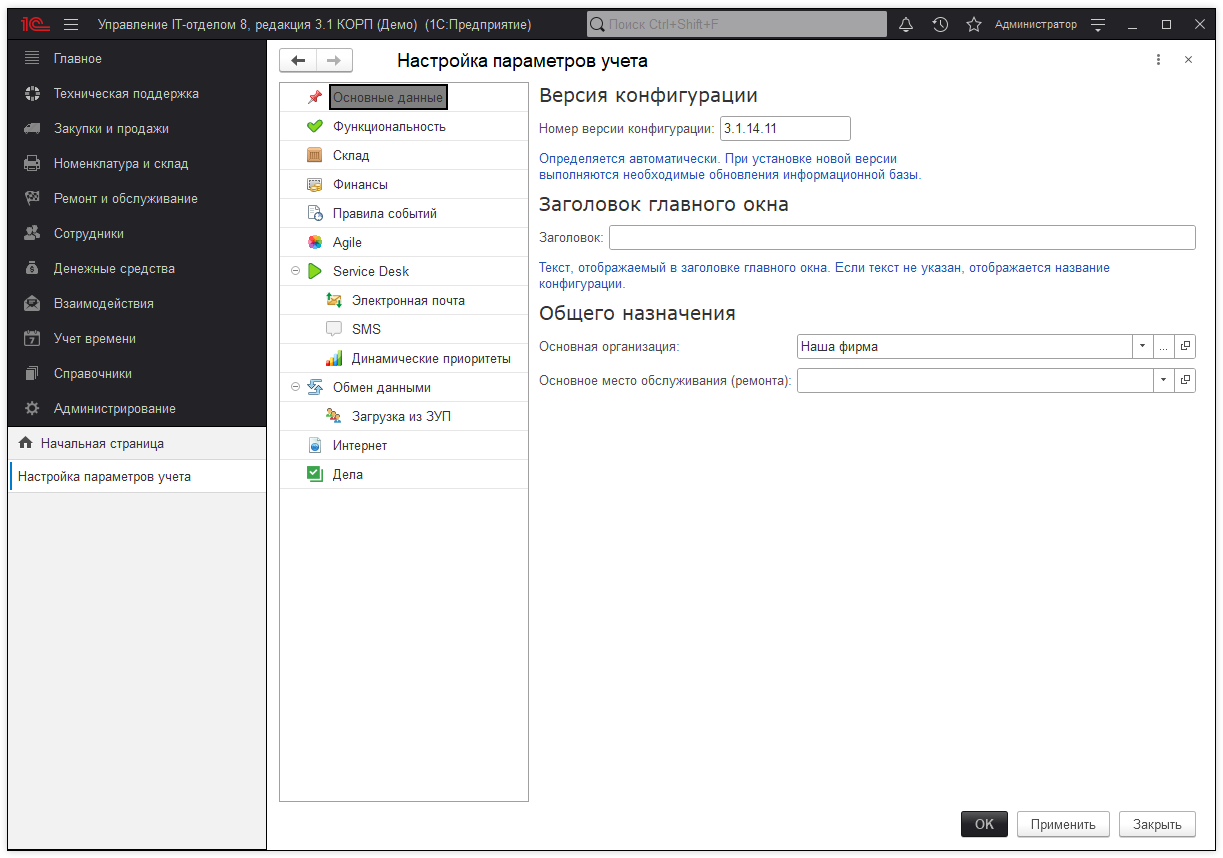 1С Управление IT-отделом 8, редакция 3.1 КОРП (Демо) (1С:Предприятие) Поиск Ctrl+Shift+F Администратор
Главное
Техническая поддержка
Закупки и продажи
Номенклатура и склад
Ремонт и обслуживание
Сотрудники
Денежные средства
Взаимодействия
Учет времени
Справочники
Администрирование
Начальная страница
Настройка параметров учета
Настройка параметров учета
Основные данные
Функциональность
Склад
Финансы
Правила событий
Agile
Service Desk
Электронная почта
SMS
Динамические приоритеты
Обмен данными
Загрузка из ЗУП
Интернет
Дела
Версия конфигурации
Номер версии конфигурации: 3.1.14.11
Определяется автоматически. При установке новой версии
выполняются необходимые обновления информационной базы.
Заголовок главного окна
Заголовок:
Текст, отображаемый в заголовке главного окна. Если текст не указан, отображается название
конфигурации.
Общего назначения
Основная организация: Наша фирма ...
Основное место обслуживания (ремонта):
ОК Применить Закрыть